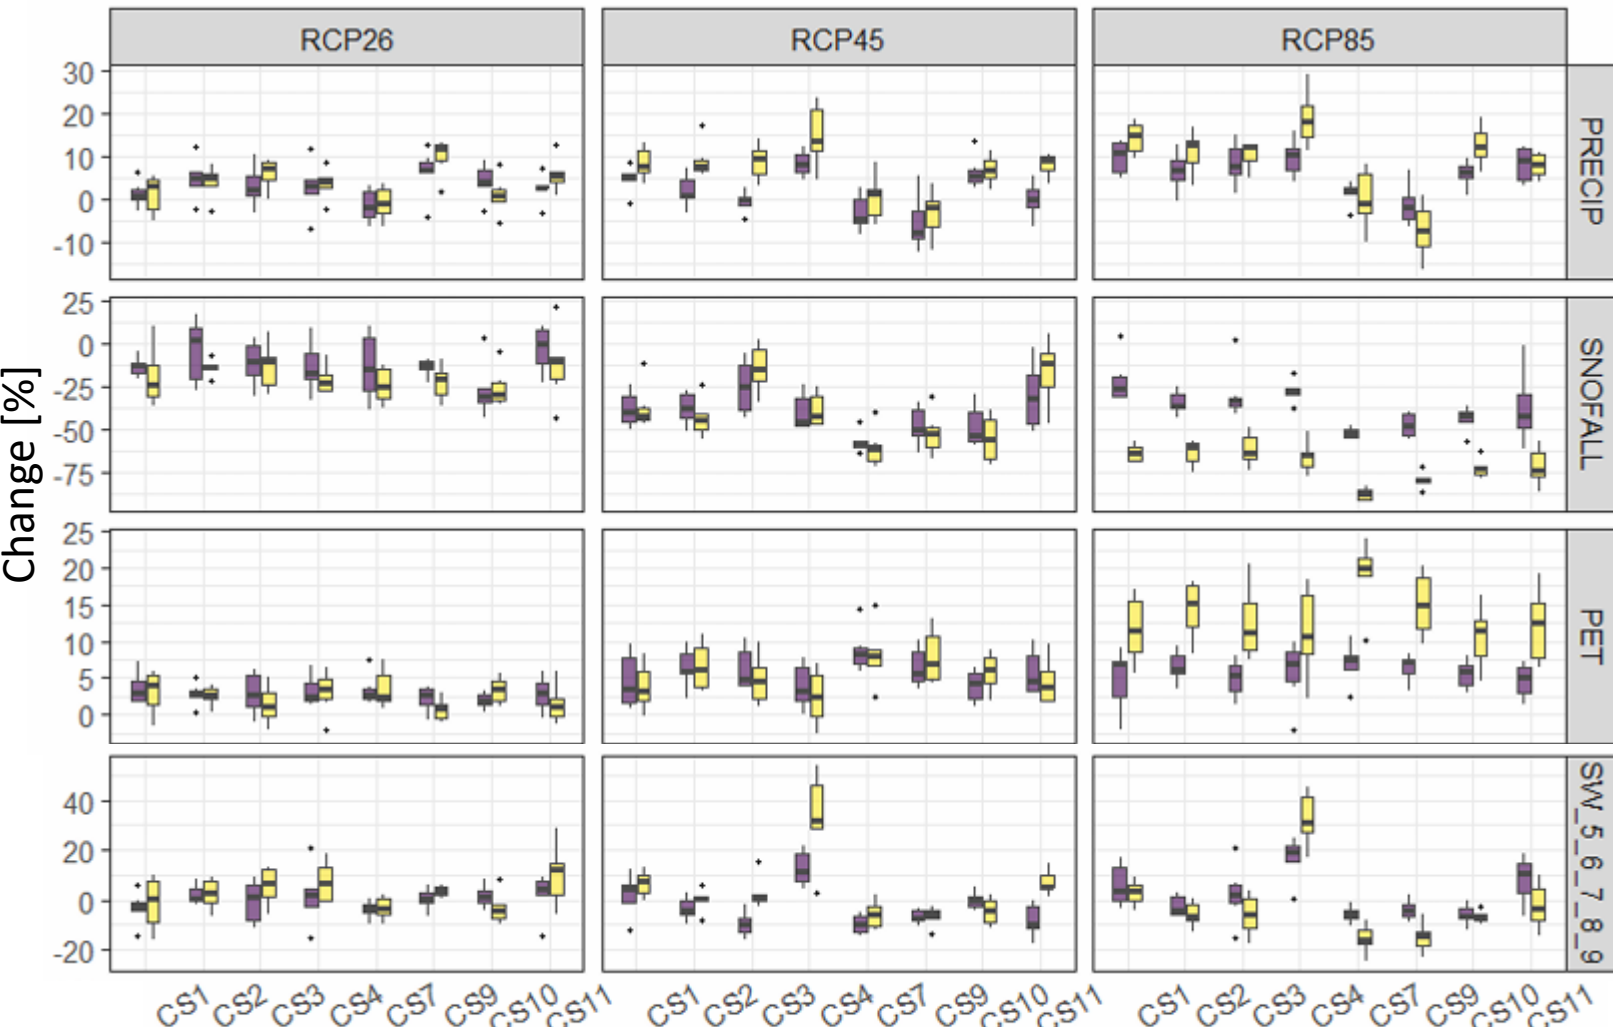 RCP26 RCP45 RCP85
30
20
10
0
-10
PRECIP
25
0
-25
-50
-75
SNOFALL
Change [%]
25
20
15
10
5
0
PET
40
20
0
-20
SW_5_6_7_8_9
CS1 CS2 CS3 CS4 CS7 CS9 CS10 CS11 CS1 CS2 CS3 CS4 CS7 CS9 CS10 CS11 CS1 CS2 CS3 CS4 CS7 CS9 CS10 CS11